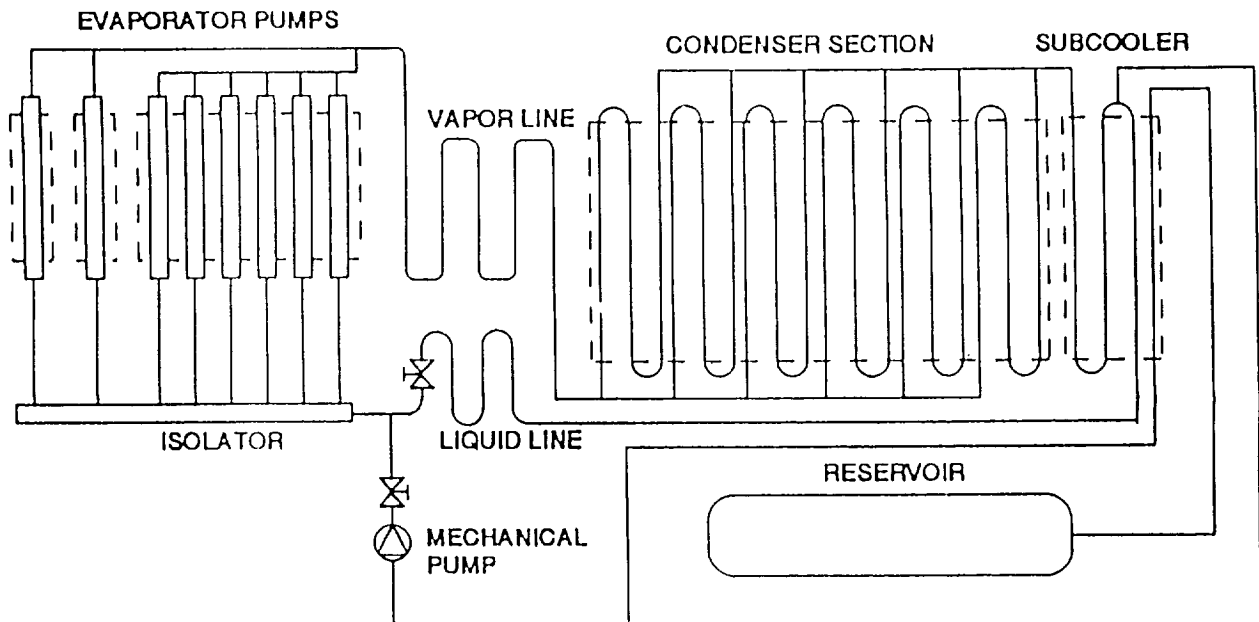 EVAPORATOR PUMPS
CONDENSER SECTION
SUBCOOLER
VAPOR LINE
ISOLATOR
LIQUID LINE
RESERVOIR
MECHANICAL
PUMP